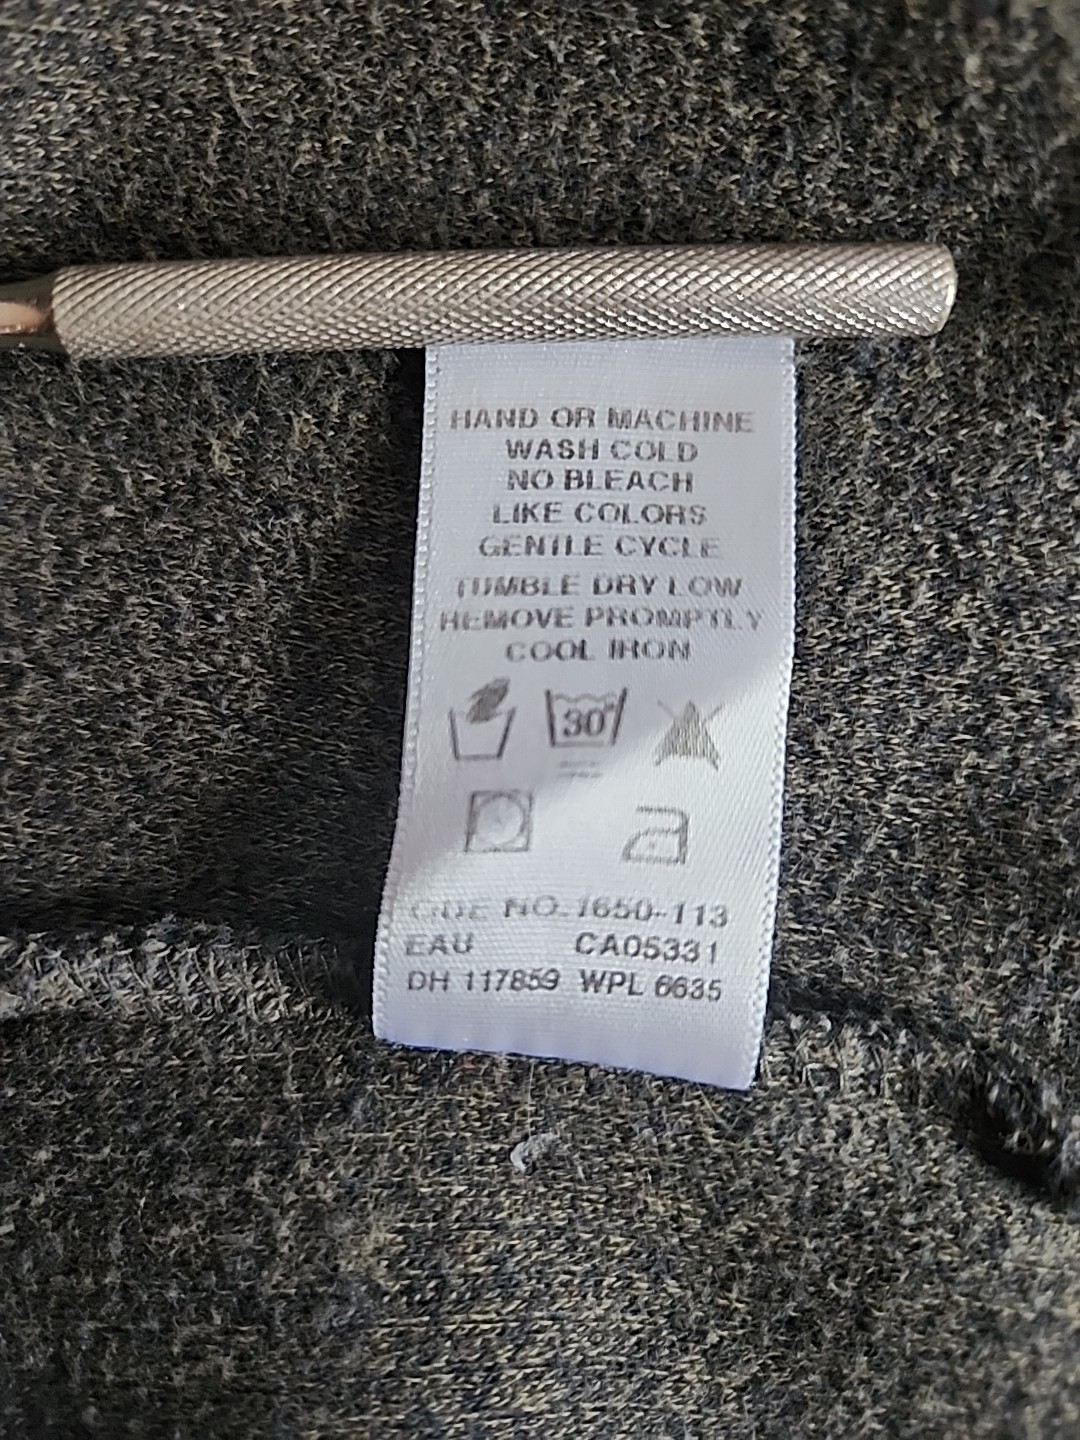 HAND OR MACHINE
WASH COLD
NO BLEACH
LIKE COLORS
GENTLE CYCLE
TUMBLE DRY LOW
REMOVE PROMPTLY
COOL IRON
30°
CODE NO. 1650-113
EAU CA05331
DH 117859 WPL 6635